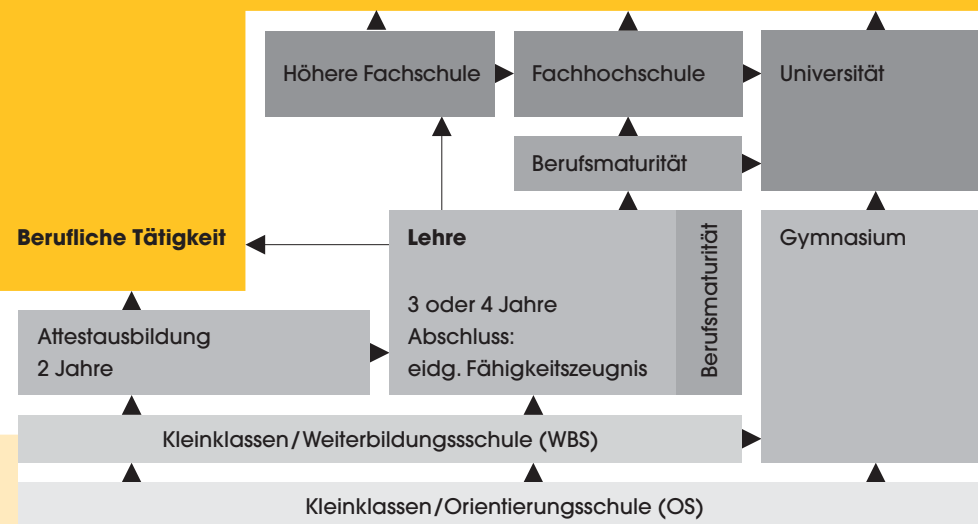 Höhere Fachschule
Fachhochschule
Universität
Berufsmaturität
Berufliche Tätigkeit
Lehre
3 oder 4 Jahre
Abschluss:
eidg. Fähigkeitszeugnis
Berufsmaturität
Gymnasium
Attestausbildung
2 Jahre
Kleinklassen/Weiterbildungssschule (WBS)
Kleinklassen/Orientierungsschule (OS)